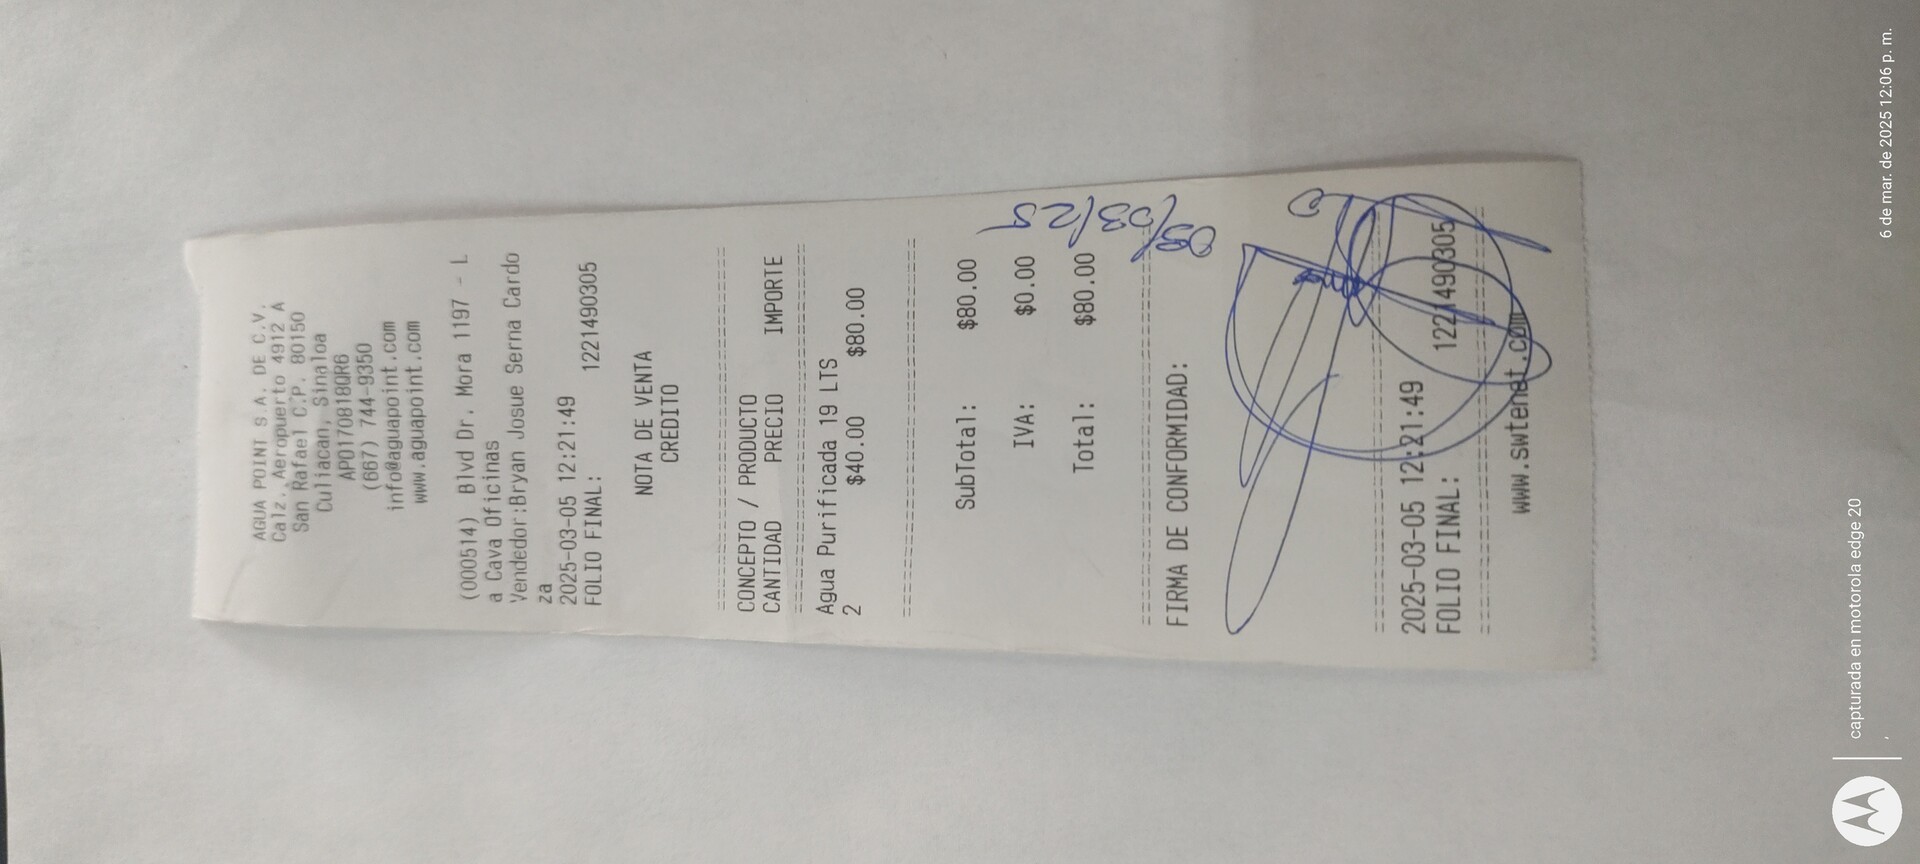 AGUA POINT S.A. DE C.V.
Calz. Aeropuerto 4912 A
San Rafael C.P. 80150
Culiacan, Sinaloa
APO170818QR6
(667) 744-9350
info@aguapoint.com
www.aguapoint.com
(000514) Blvd Dr. Mora 1197 - L
a Cava Oficinas
Vendedor:Bryan Josue Serna Cardo
za
2025-03-05 12:21:49
FOLIO FINAL: 1221490305
NOTA DE VENTA
CREDITO
CONCEPTO / PRODUCTO
CANTIDAD PRECIO IMPORTE
Agua Purificada 19 LTS
2 $40.00 $80.00
SubTotal: $80.00
IVA: $0.00
Total: $80.00
/03/25
FIRMA DE CONFORMIDAD:
2025-03-05 12:21:49
FOLIO FINAL: 1221490305
www.swtenet.com
capturada en motorola edge 20
6 de mar. de 2025 12:06 p. m.